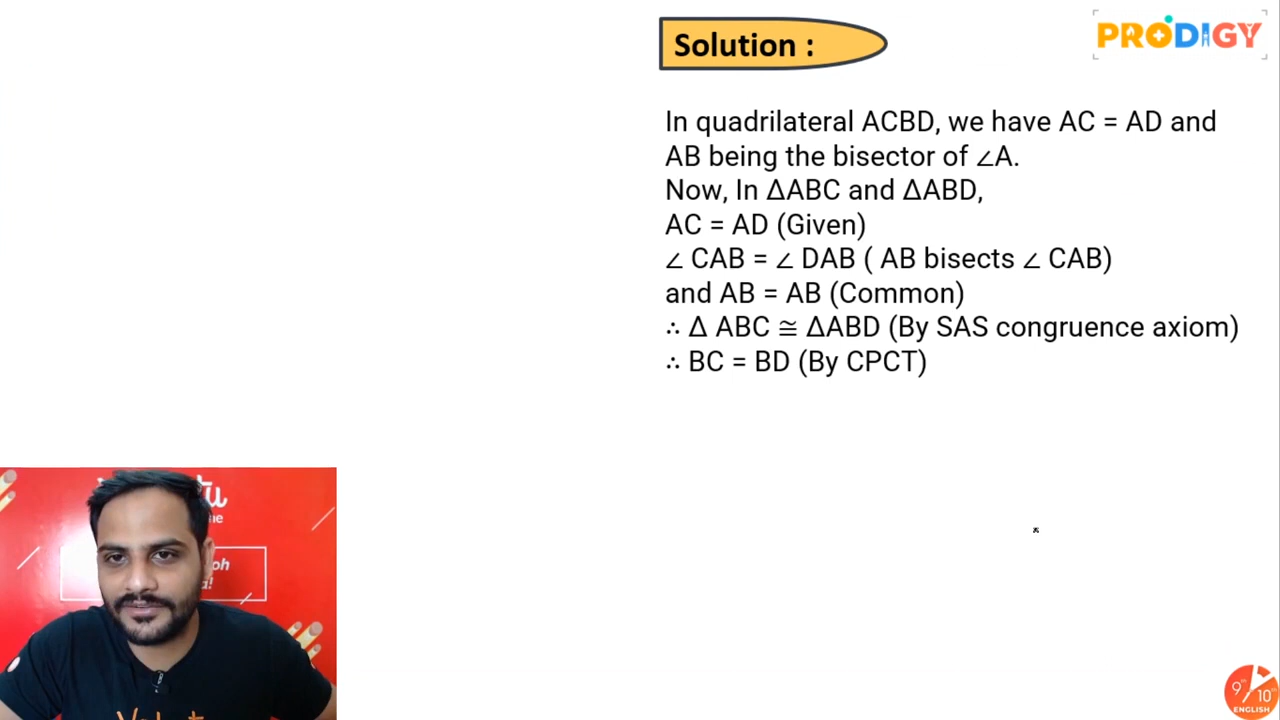 Solution :
PRODIGY
In quadrilateral ACBD, we have AC = AD and
AB being the bisector of ∠A.
Now, In ΔABC and ΔABD,
AC = AD (Given)
∠ CAB = ∠ DAB ( AB bisects ∠ CAB)
and AB = AB (Common)
∴ Δ ABC ≅ ΔABD (By SAS congruence axiom)
∴ BC = BD (By CPCT)
9th 10th
ENGLISH